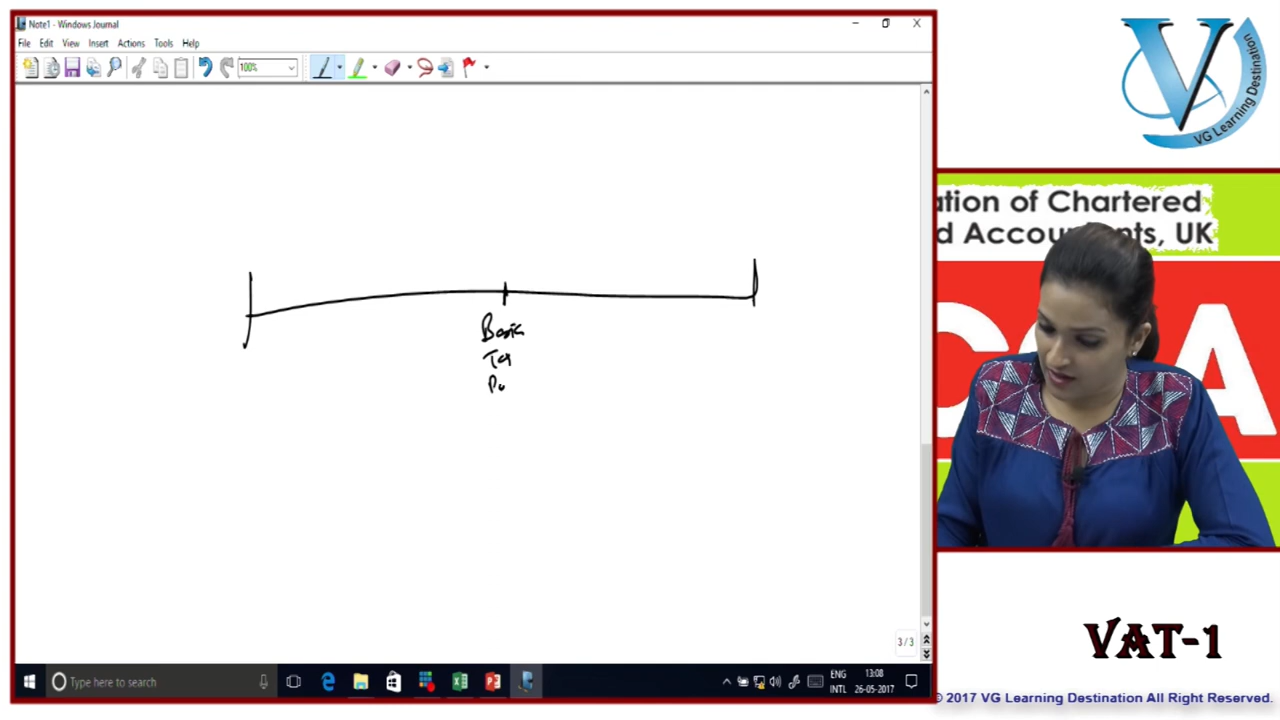 Note1 - Windows Journal
File Edit View Insert Actions Tools Help
100%
Basic
Tax
Po
3 / 3
Type here to search
ENG
INTL
13:08
26-05-2017
V
VG Learning Destination
ation of Chartered
d Accou nts, UK
A
VAT-1
© 2017 VG Learning Destination All Right Reserved.